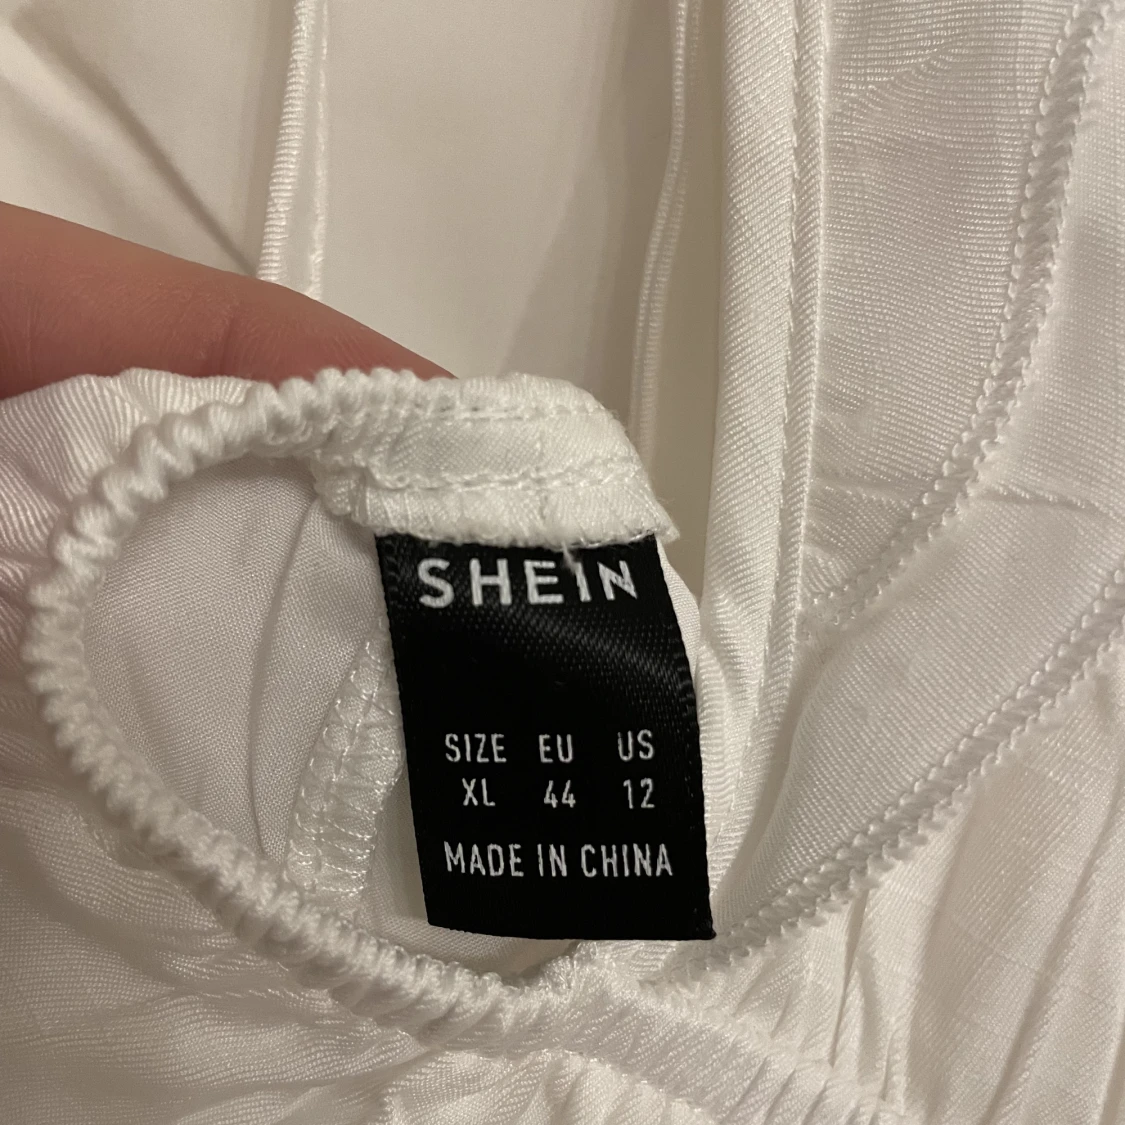 SHEIN
SIZE EU US
XL 44 12
MADE IN CHINA